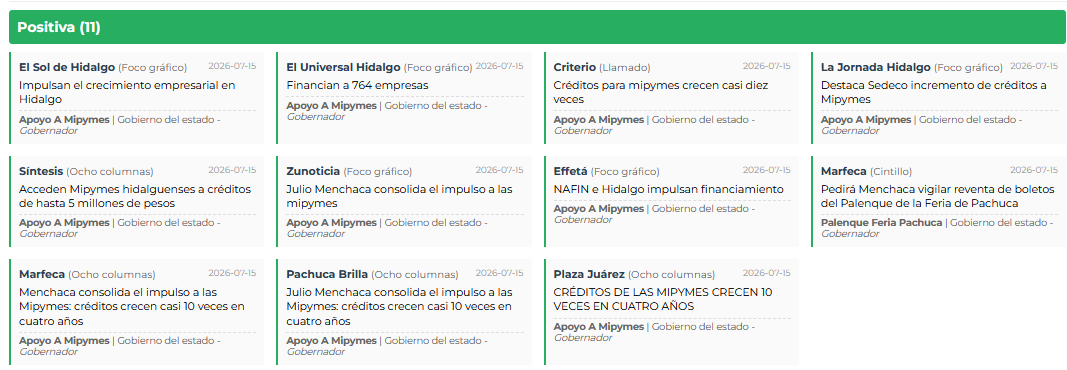 Positiva (11)
El Sol de Hidalgo (Foco gráfico) 2026-07-15
Impulsan el crecimiento empresarial en
Hidalgo
Apoyo A Mipymes | Gobierno del estado -
Gobernador
El Universal Hidalgo (Foco gráfico) 2026-07-15
Financian a 764 empresas
Apoyo A Mipymes | Gobierno del estado -
Gobernador
Criterio (Llamado) 2026-07-15
Créditos para mipymes crecen casi diez
veces
Apoyo A Mipymes | Gobierno del estado -
Gobernador
La Jornada Hidalgo (Foco gráfico) 2026-07-15
Destaca Sedeco incremento de créditos a
Mipymes
Apoyo A Mipymes | Gobierno del estado -
Gobernador
Síntesis (Ocho columnas) 2026-07-15
Acceden Mipymes hidalguenses a créditos
de hasta 5 millones de pesos
Apoyo A Mipymes | Gobierno del estado -
Gobernador
Zunoticia (Foco gráfico) 2026-07-15
Julio Menchaca consolida el impulso a las
mipymes
Apoyo A Mipymes | Gobierno del estado -
Gobernador
Effetá (Foco gráfico) 2026-07-15
NAFIN e Hidalgo impulsan financiamiento
Apoyo A Mipymes | Gobierno del estado -
Gobernador
Marfeca (Cintillo) 2026-07-15
Pedirá Menchaca vigilar reventa de boletos
del Palenque de la Feria de Pachuca
Palenque Feria Pachuca | Gobierno del estado -
Gobernador
Marfeca (Ocho columnas) 2026-07-15
Menchaca consolida el impulso a las
Mipymes: créditos crecen casi 10 veces en
cuatro años
Apoyo A Mipymes | Gobierno del estado -
Gobernador
Pachuca Brilla (Ocho columnas) 2026-07-15
Julio Menchaca consolida el impulso a las
Mipymes: créditos crecen casi 10 veces en
cuatro años
Apoyo A Mipymes | Gobierno del estado -
Gobernador
Plaza Juárez (Ocho columnas) 2026-07-15
CRÉDITOS DE LAS MIPYMES CRECEN 10
VECES EN CUATRO AÑOS
Apoyo A Mipymes | Gobierno del estado -
Gobernador